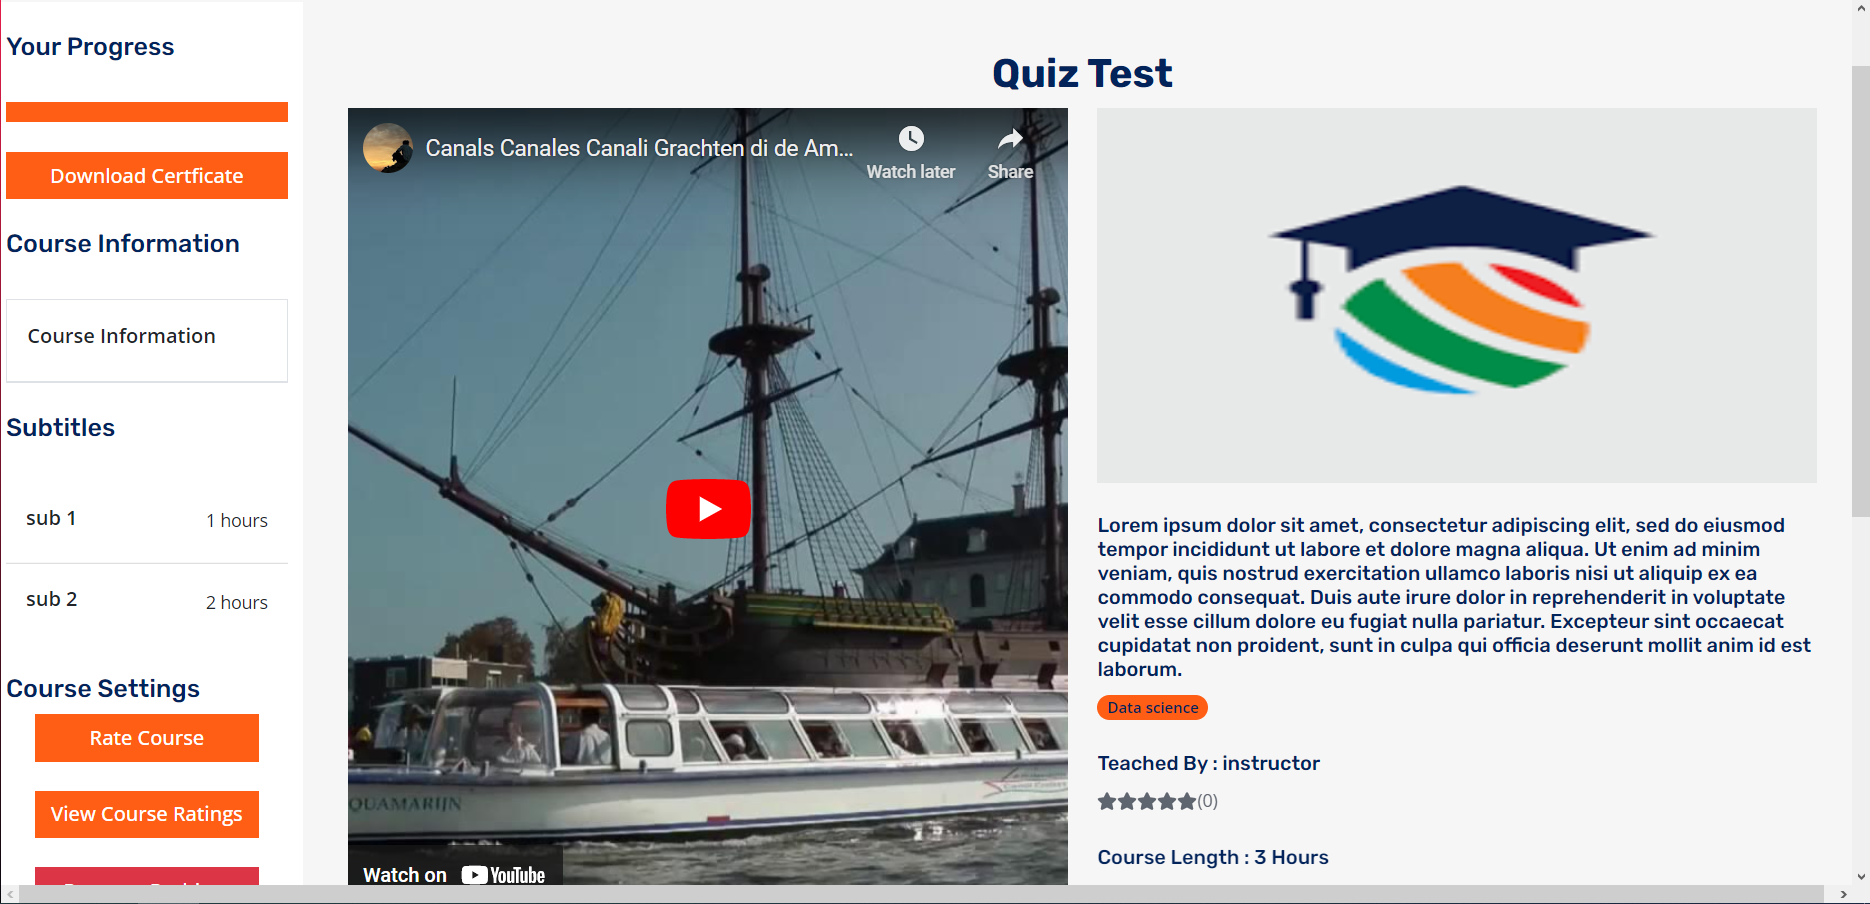 Your Progress
Download Certficate
Course Information
Course Information
Subtitles
sub 1
1 hours
sub 2
2 hours
Course Settings
Rate Course
View Course Ratings
Quiz Test
Canals Canales Canali Grachten di de Am...
Watch later
Share
QUAMARIJN
Watch on YouTube
Lorem ipsum dolor sit amet, consectetur adipiscing elit, sed do eiusmod
tempor incididunt ut labore et dolore magna aliqua. Ut enim ad minim
veniam, quis nostrud exercitation ullamco laboris nisi ut aliquip ex ea
commodo consequat. Duis aute irure dolor in reprehenderit in voluptate
velit esse cillum dolore eu fugiat nulla pariatur. Excepteur sint occaecat
cupidatat non proident, sunt in culpa qui officia deserunt mollit anim id est
laborum.
Data science
Teached By : instructor
(0)
Course Length : 3 Hours